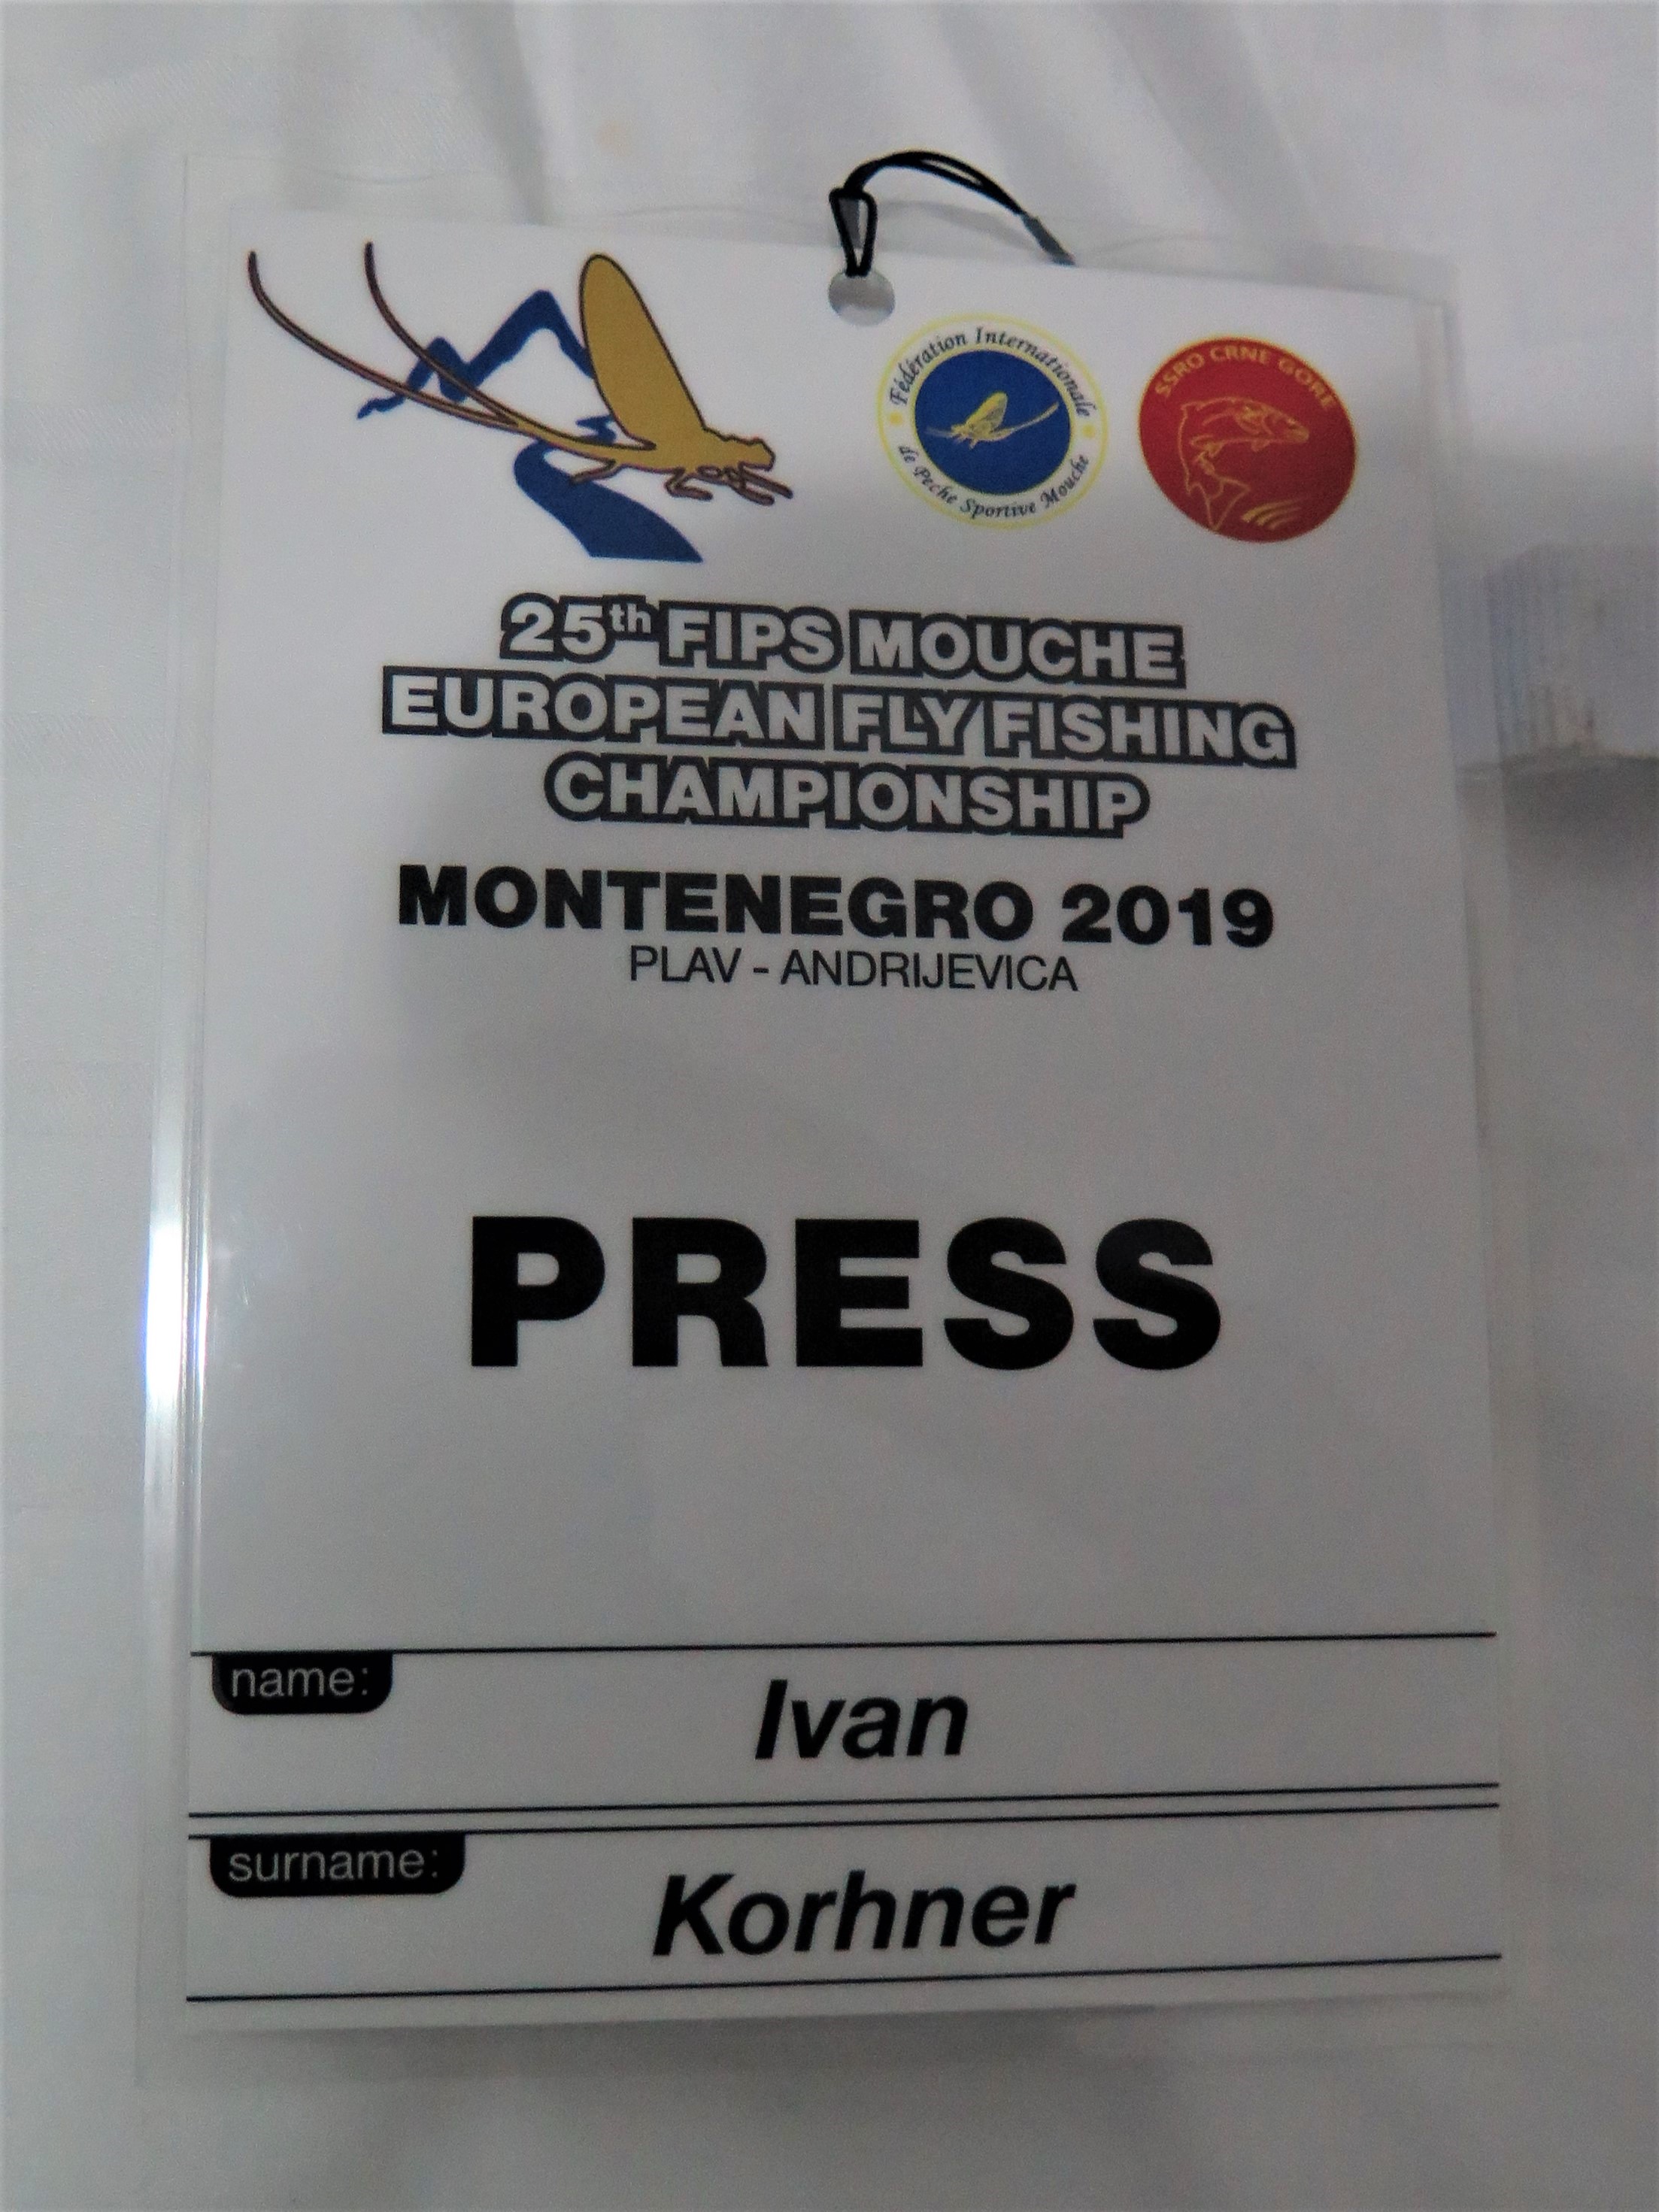 Fédération Internationale
de Peche Sportive Mouche
SSRO CRNE GORE
25th FIPS MOUCHE
EUROPEAN FLY FISHING
CHAMPIONSHIP
MONTENEGRO 2019
PLAV - ANDRIJEVICA
PRESS
name:
Ivan
surname:
Korhner